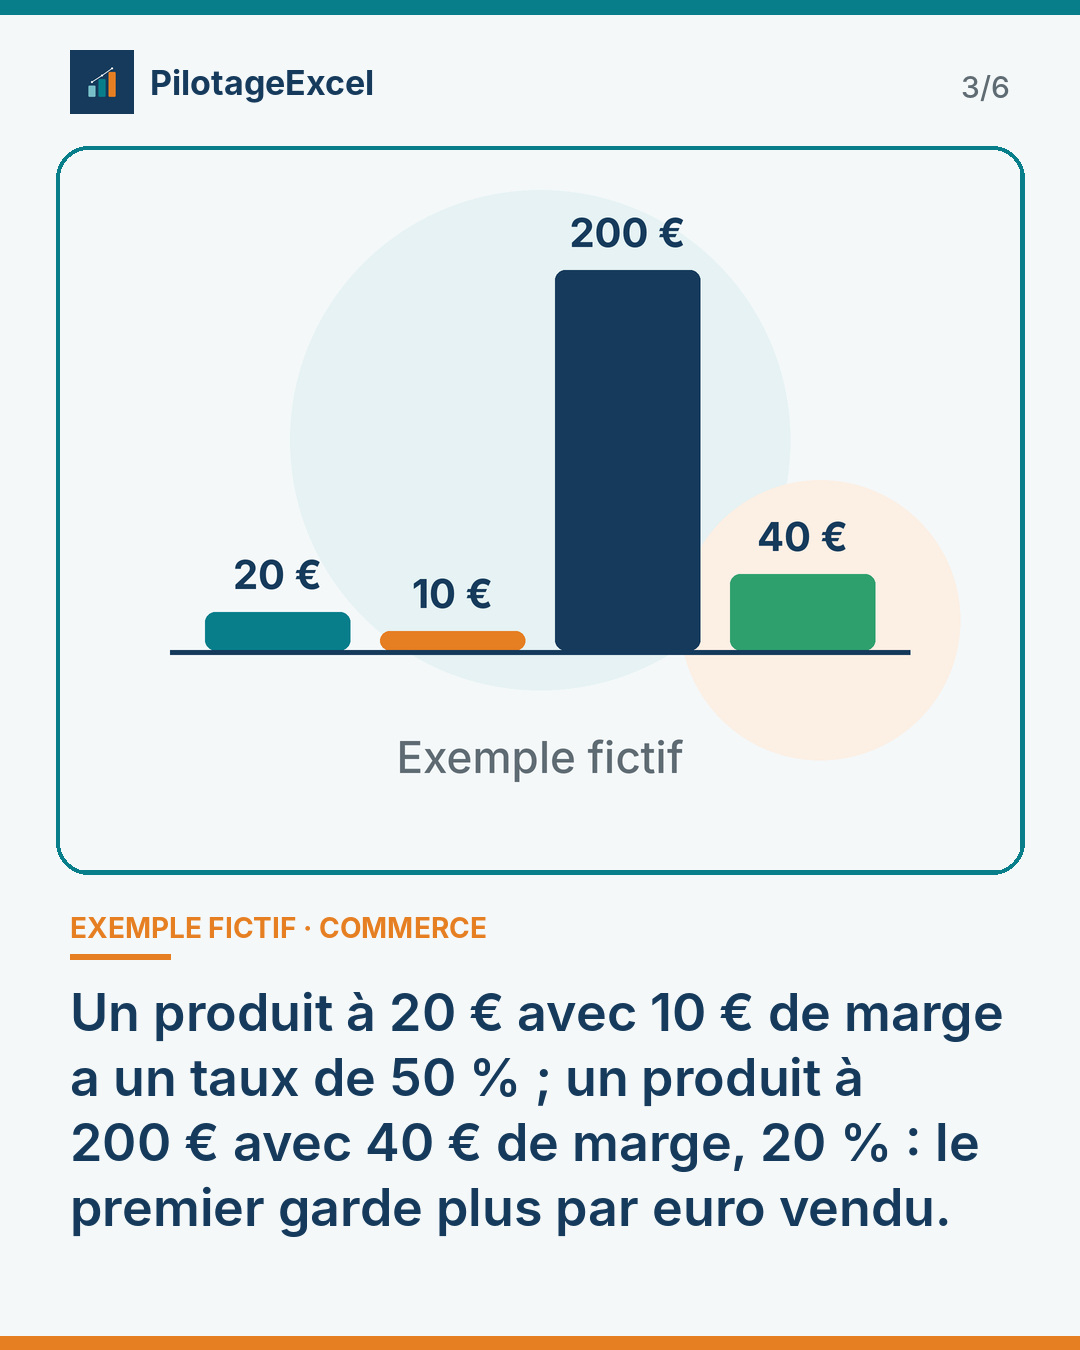 PilotageExcel
3/6
200 €
40 €
20 €
10 €
Exemple fictif
EXEMPLE FICTIF · COMMERCE
Un produit à 20 € avec 10 € de marge
a un taux de 50 % ; un produit à
200 € avec 40 € de marge, 20 % : le
premier garde plus par euro vendu.